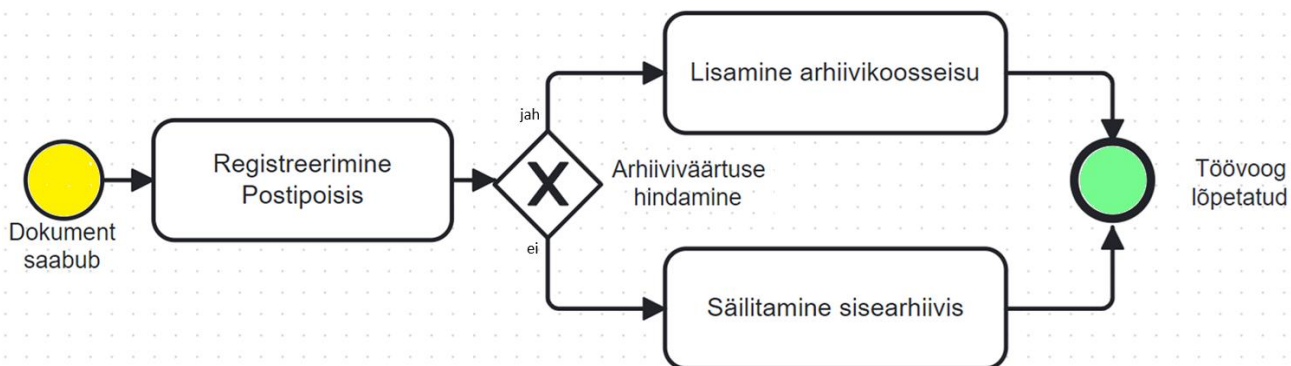 Dokument
saabub
Registreerimine
Postipoisis
jah
ei
Arhiiviväärtuse
hindamine
Lisamine arhiivikoosseisu
Säilitamine sisearhiivis
Töövoog
lõpetatud